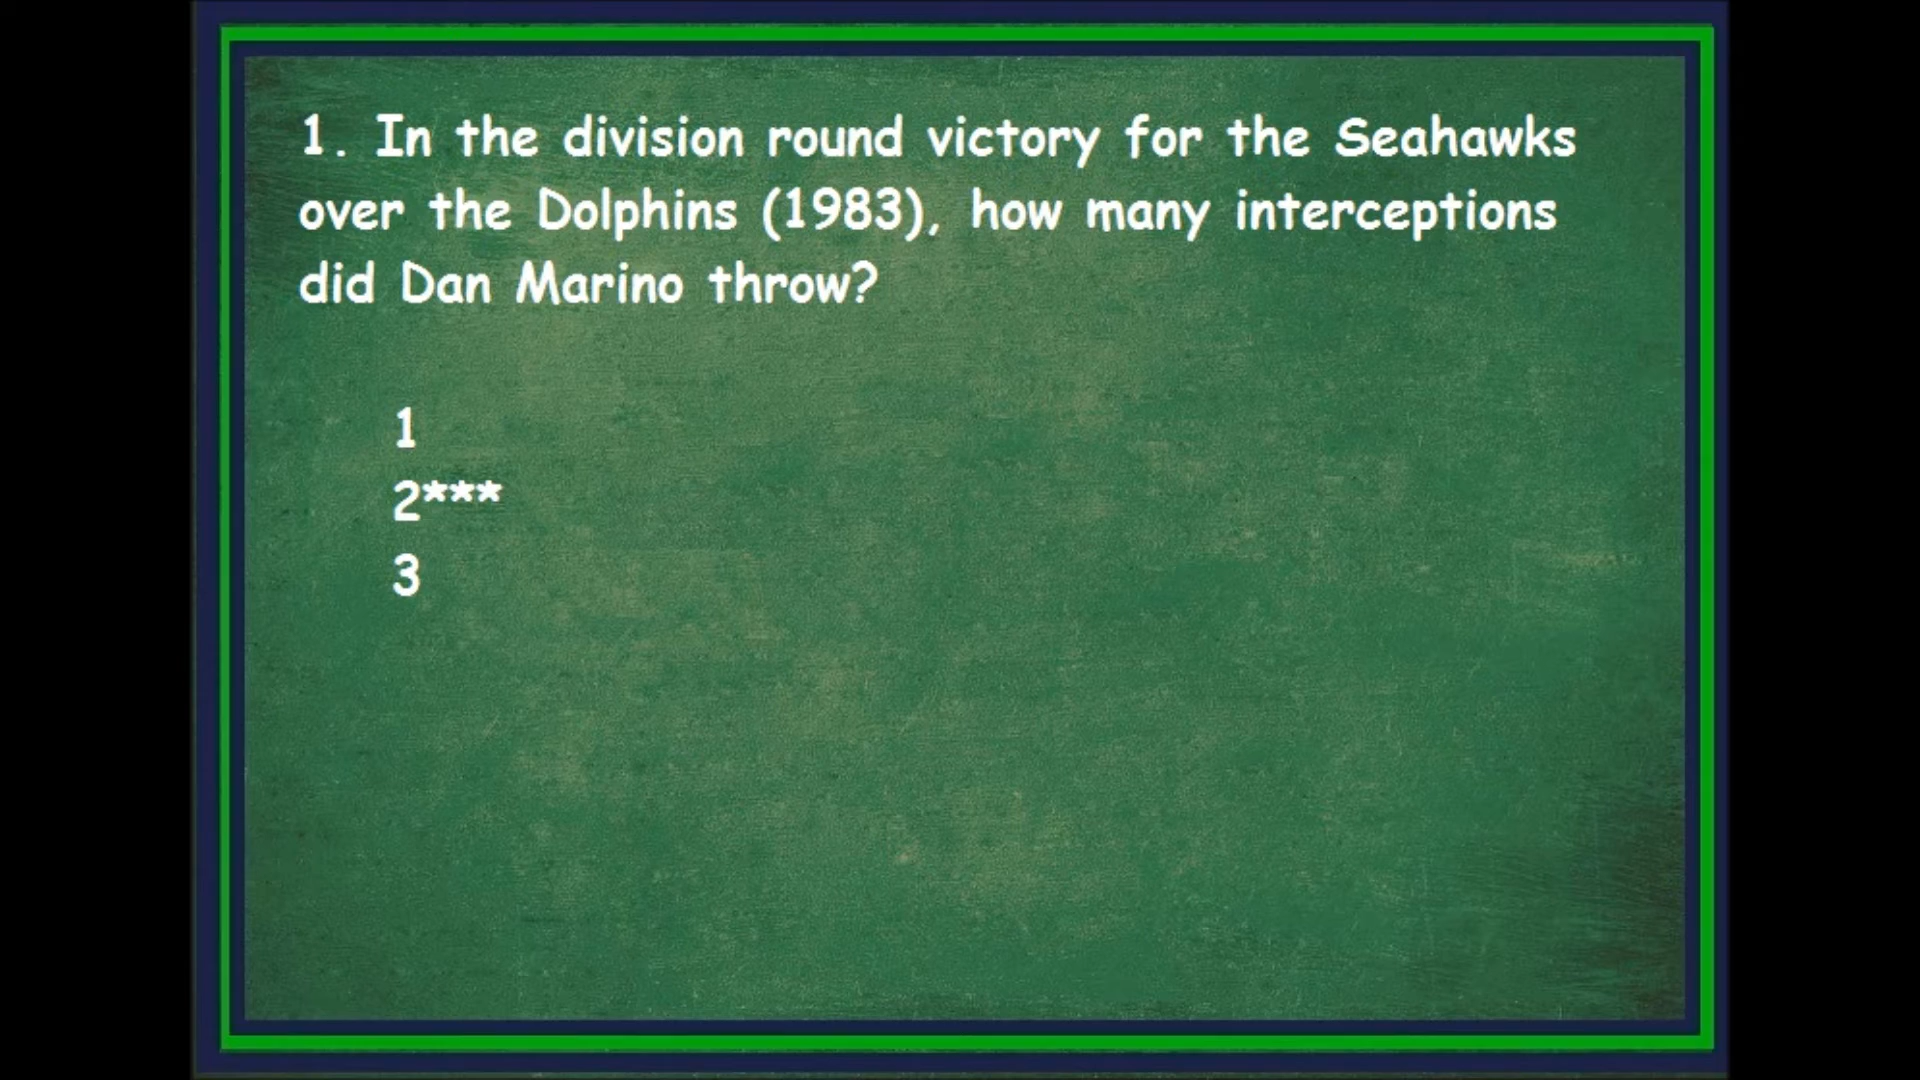 1. In the division round victory for the Seahawks
over the Dolphins (1983), how many interceptions
did Dan Marino throw?
1
2***
3